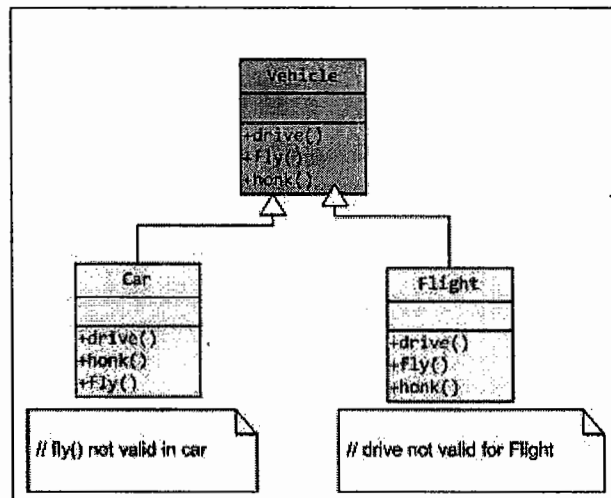 Vehicle
+drive()
+fly()
+honk()
Car
+drive()
+honk()
+fly()
// fly() not valid in car
Flight
+drive()
+fly()
+honk()
// drive not valid for Flight